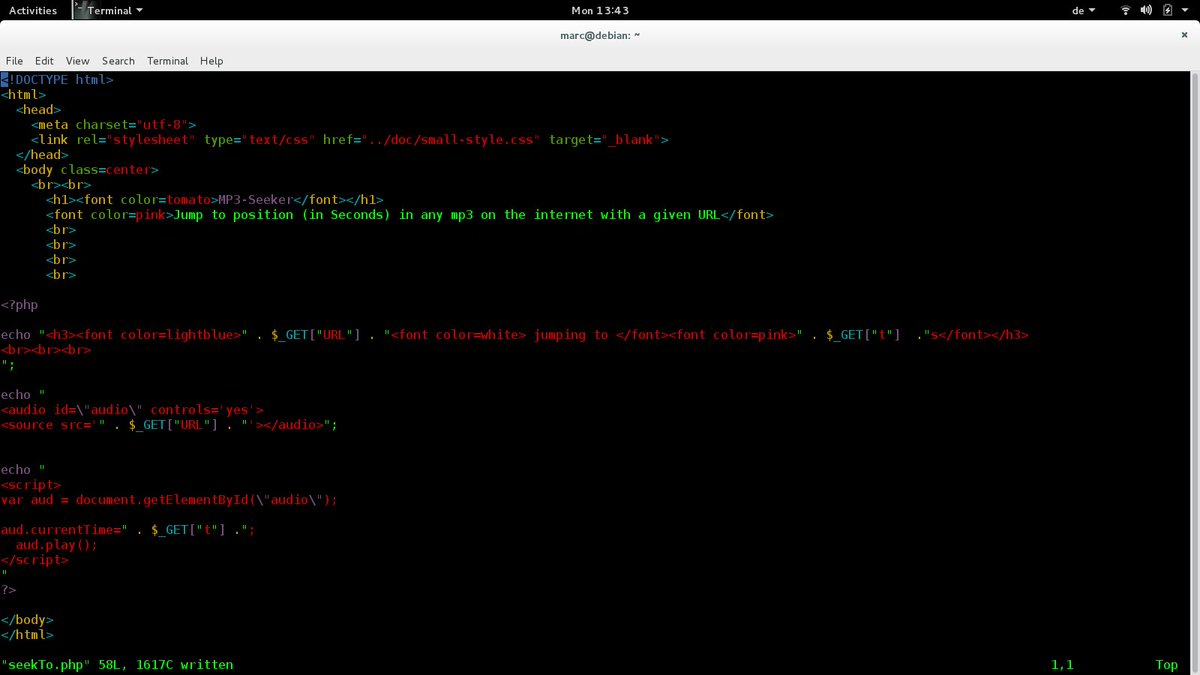 Activities Terminal Mon 13:43 de
marc@debian: ~ ×
File Edit View Search Terminal Help
<!DOCTYPE html>
<html>
  <head>
    <meta charset="utf-8">
    <link rel="stylesheet" type="text/css" href="../doc/small-style.css" target="_blank">
  </head>
  <body class=center>
    <br><br>
      <h1><font color=tomato>MP3-Seeker</font></h1>
      <font color=pink>Jump to position (in Seconds) in any mp3 on the internet with a given URL</font>
      <br>
      <br>
      <br>
      <br>
<?php
echo "<h3><font color=lightblue>" . $_GET["URL"] . "<font color=white> jumping to </font><font color=pink>" . $_GET["t"]  ."s</font></h3>
<br><br><br>
";
echo "
<audio id=\"audio\" controls='yes'>
<source src='" . $_GET["URL"] . "'></audio>";
echo "
<script>
var aud = document.getElementById(\"audio\");
aud.currentTime=" . $_GET["t"] .";
  aud.play();
</script>
"
?>
</body>
</html>
"seekTo.php" 58L, 1617C written 1,1 Top